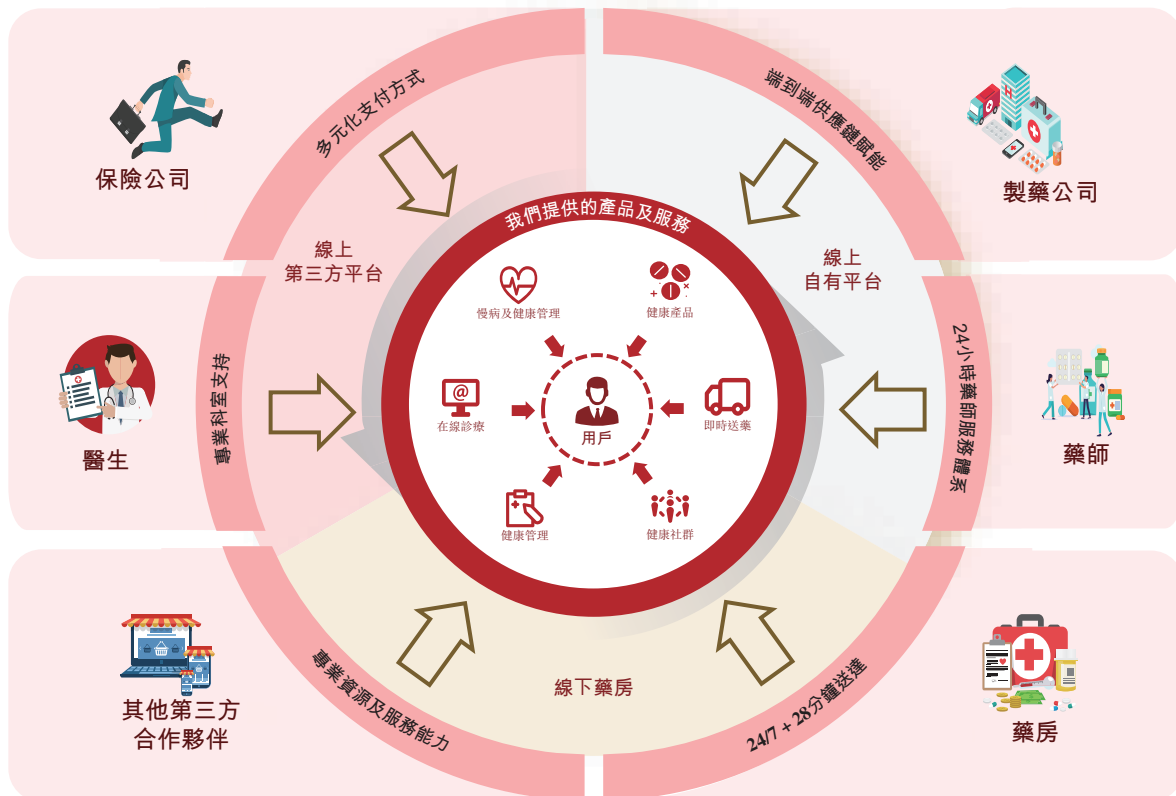 多元化支付方式
端到端供應鏈賦能
保險公司
製藥公司
我們提供的產品及服務
線上
第三方平台
線上
自有平台
慢病及健康管理
健康產品
醫生
專業科室支持
@
在線診療
用戶
即時送藥
24小時藥師服務體系
藥師
健康管理
健康社群
其他第三方
合作夥伴
專業資源及服務能力
線下藥房
24/7 + 28分鐘送達
藥房
H